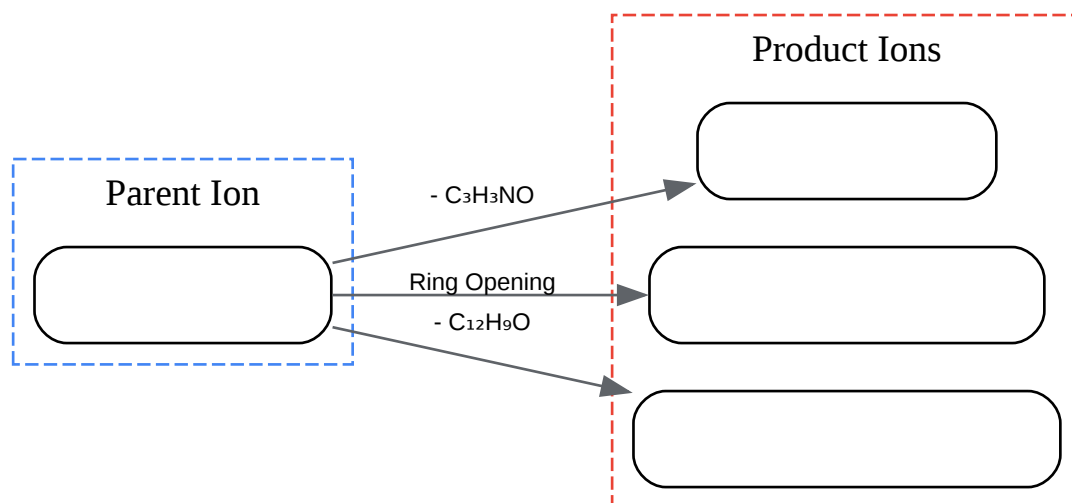 Product Ions
Parent Ion
- C₃H₃NO
Ring Opening
- C₁₂H₉O